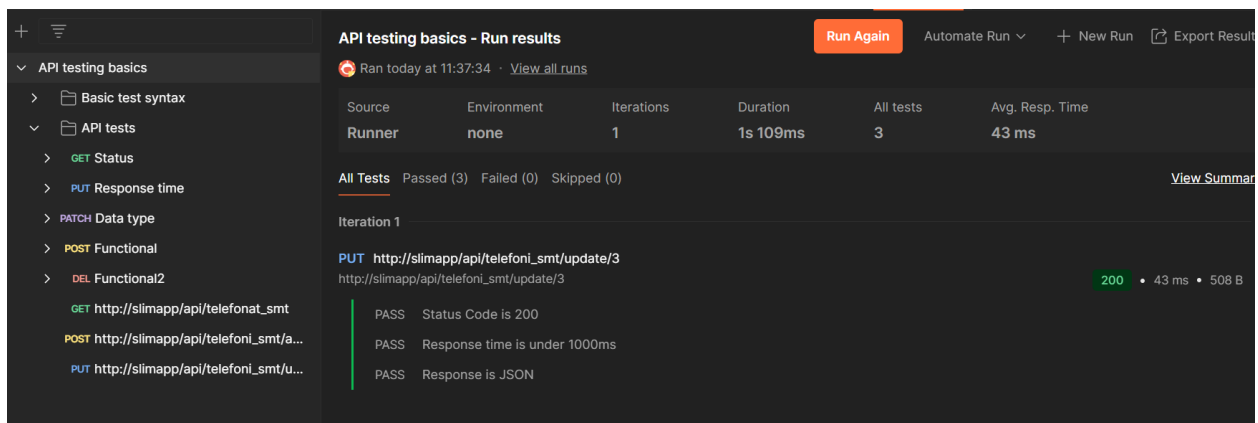 API testing basics
Basic test syntax
API tests
GET Status
PUT Response time
PATCH Data type
POST Functional
DEL Functional2
GET http://slimapp/api/telefonat_smt
POST http://slimapp/api/telefoni_smt/a...
PUT http://slimapp/api/telefoni_smt/u...
API testing basics - Run results
Run Again Automate Run + New Run Export Result
Ran today at 11:37:34 · View all runs
Source Environment Iterations Duration All tests Avg. Resp. Time
Runner none 1 1s 109ms 3 43 ms
All Tests Passed (3) Failed (0) Skipped (0) View Summar
Iteration 1
PUT http://slimapp/api/telefoni_smt/update/3
http://slimapp/api/telefoni_smt/update/3 200 • 43 ms • 508 B
PASS Status Code is 200
PASS Response time is under 1000ms
PASS Response is JSON